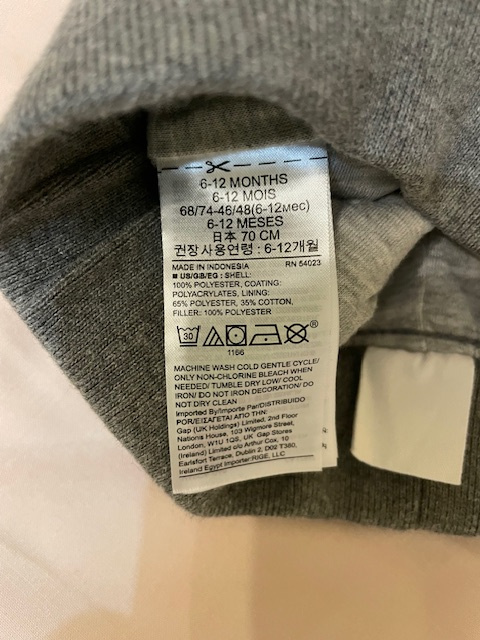 6-12 MONTHS
6-12 MOIS
68/74-46/48(6-12мес)
6-12 MESES
日本 70 CM
권장사용연령 : 6-12개월
MADE IN INDONESIA RN 54023
■ US/GB/EG : SHELL:
100% POLYESTER, COATING:
POLYACRYLATES, LINING:
65% POLYESTER, 35% COTTON,
FILLER: 100% POLYESTER
30 ®
1166
MACHINE WASH COLD GENTLE CYCLE/
ONLY NON-CHLORINE BLEACH WHEN
NEEDED/ TUMBLE DRY LOW/ COOL
IRON/ DO NOT IRON DECORATION/ DO
NOT DRY CLEAN
Imported By/Importe Par/DISTRIBUIDO
POR/ΕΙΣΑΓΕΤΑΙ ΑΠΟ ΤΗΝ:
Gap (UK Holdings) Limited, 2nd Floor
Nations House, 103 Wigmore Street,
London, W1U 1QS, UK Gap Stores
(Ireland) Limited c/o Arthur Cox, 10
Earlsfort Terrace, Dublin 2, D02 T380,
Ireland Egypt Importer:RIGE, LLC